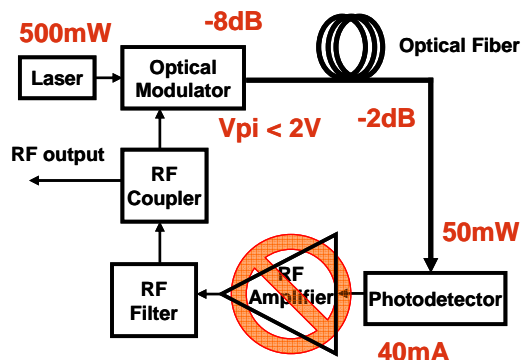 500mW
-8dB
Laser
Optical
Modulator
Optical Fiber
Vpi < 2V
-2dB
RF output
RF
Coupler
50mW
RF
Filter
RF
Amplifier
Photodetector
40mA